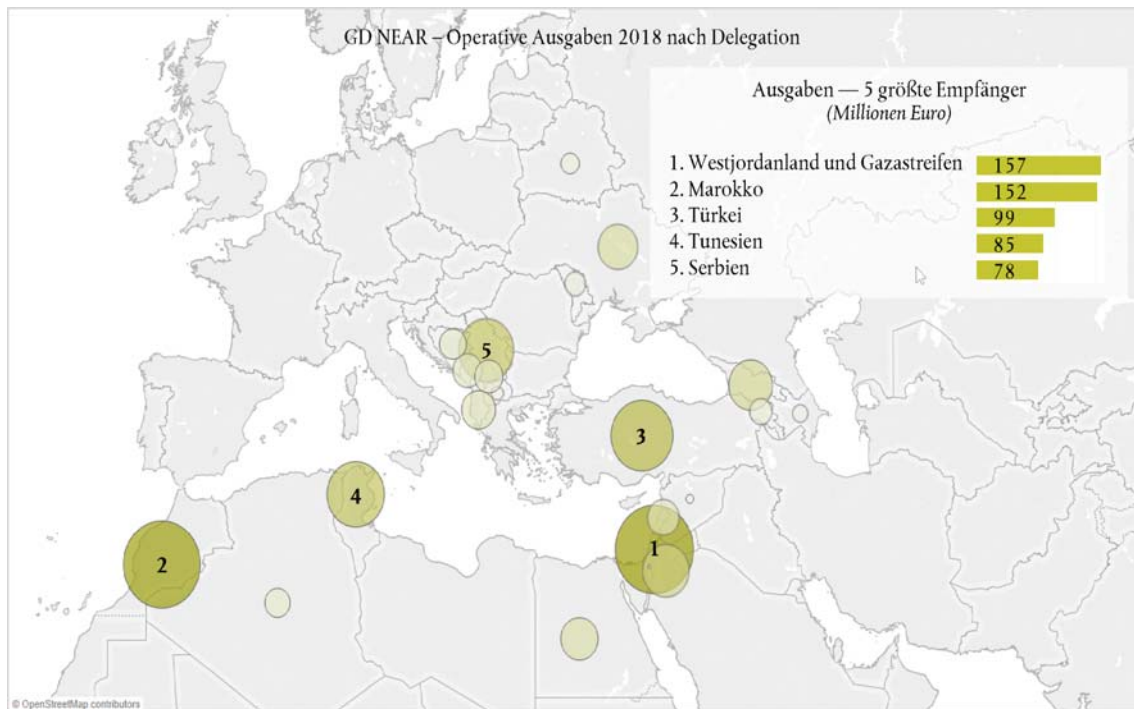 GD NEAR – Operative Ausgaben 2018 nach Delegation
Ausgaben — 5 größte Empfänger
(Millionen Euro)
1. Westjordanland und Gazastreifen 157
2. Marokko 152
3. Türkei 99
4. Tunesien 85
5. Serbien 78
5
3
4
2
1
© OpenStreetMap contributors